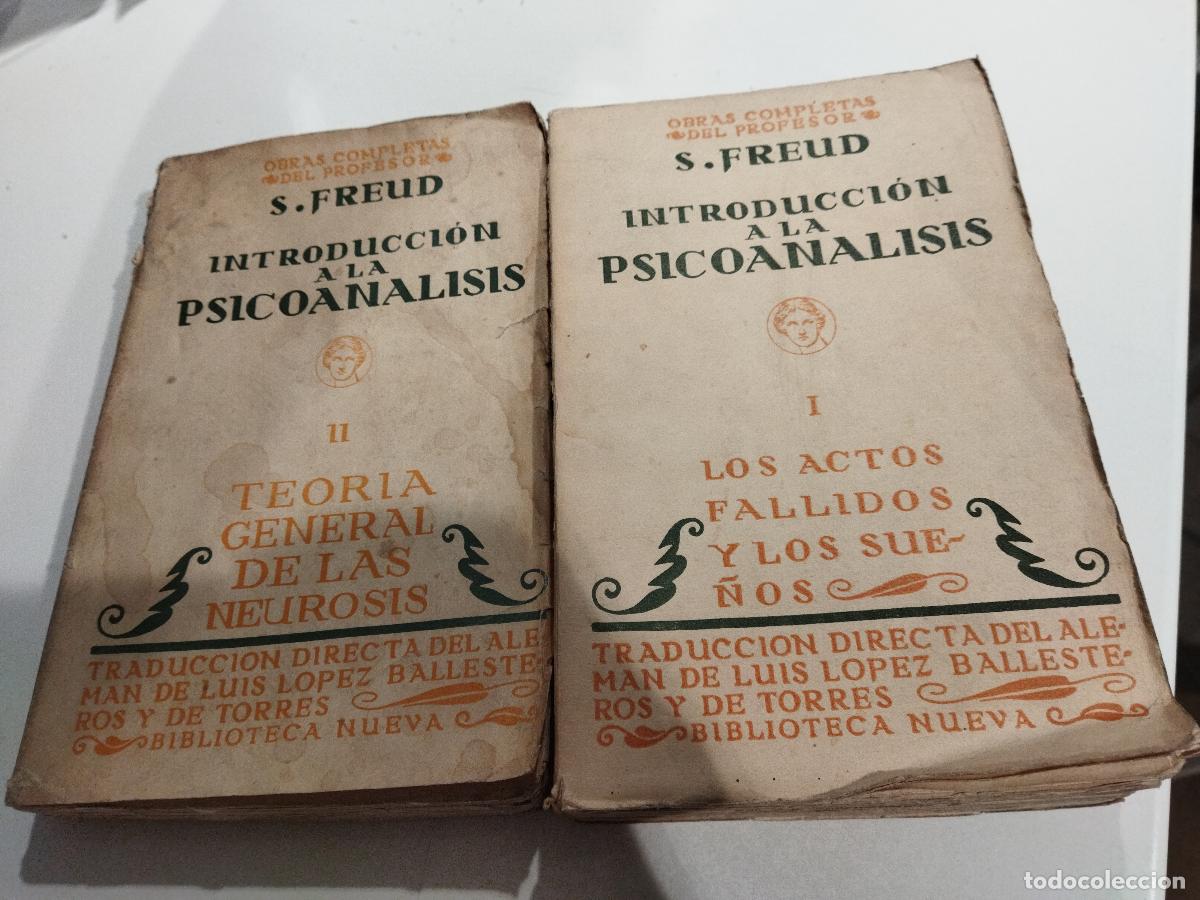 OBRAS COMPLETAS
DEL PROFESOR
S. FREUD
INTRODUCCIÓN
A LA
PSICOANALISIS
II
TEORIA
GENERAL
DE LAS
NEUROSIS
TRADUCCION DIRECTA DEL ALE-
MAN DE LUIS LOPEZ BALLESTE-
ROS Y DE TORRES
BIBLIOTECA NUEVA
OBRAS COMPLETAS
DEL PROFESOR
S. FREUD
INTRODUCCIÓN
A LA
PSICOANALISIS
I
LOS ACTOS
FALLIDOS
Y LOS SUE-
ÑOS
TRADUCCION DIRECTA DEL ALE-
MAN DE LUIS LOPEZ BALLESTE-
ROS Y DE TORRES
BIBLIOTECA NUEVA
todocoleccion